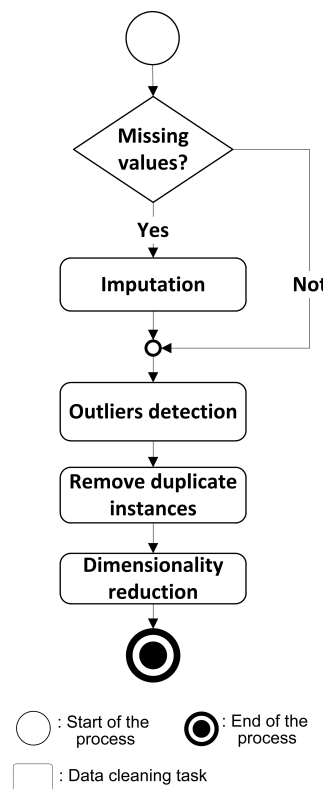 Missing
values?
Yes
Imputation
Not
Outliers detection
Remove duplicate
instances
Dimensionality
reduction
: Start of the
process
: End of the
process
: Data cleaning task